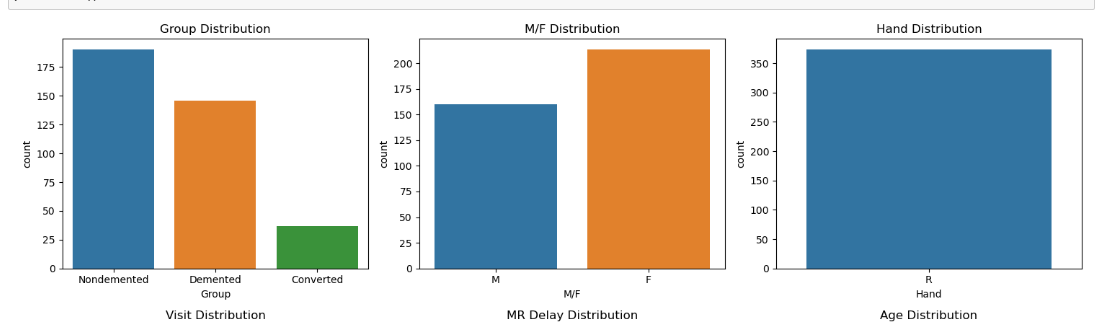 Group Distribution
M/F Distribution
Hand Distribution
175
150
125
100
75
50
25
0
count
Nondemented
Demented
Converted
Group
200
175
150
125
100
75
50
25
0
count
M
F
M/F
350
300
250
200
150
100
50
0
count
R
Hand
Visit Distribution
MR Delay Distribution
Age Distribution